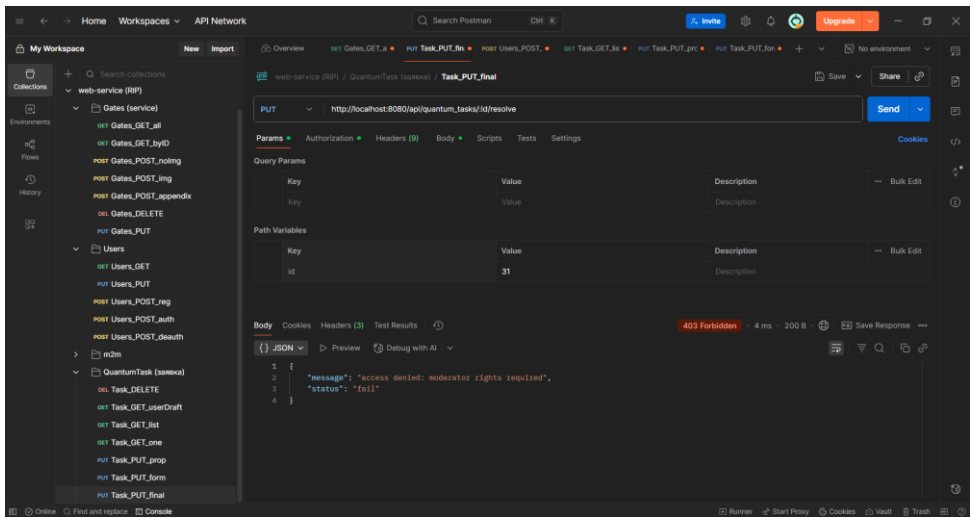 Home Workspaces API Network Search Postman Ctrl K Invite Upgrade
My Workspace New Import Overview GET Gates_GET_a PUT Task_PUT_fin. POST Users_POST_ GET Task_GET_lis PUT Task_PUT_prc PUT Task_PUT_for No environment
Collections
Environments
Flows
History
Search collections
web-service (RIP)
Gates (service)
GET Gates_GET_all
GET Gates_GET_byID
POST Gates_POST_noImg
POST Gates_POST_img
POST Gates_POST_appendix
DEL Gates_DELETE
PUT Gates_PUT
Users
GET Users_GET
PUT Users_PUT
POST Users_POST_reg
POST Users_POST_auth
POST Users_POST_deauth
m2m
QuantumTask (заявка)
DEL Task_DELETE
GET Task_GET_userDraft
GET Task_GET_list
GET Task_GET_one
PUT Task_PUT_prop
PUT Task_PUT_form
PUT Task_PUT_final
HTTP web-service (RIP) / QuantumTask (заявка) / Task_PUT_final Save Share
PUT http://localhost:8080/api/quantum_tasks/:id/resolve Send
Params Authorization Headers (9) Body Scripts Tests Settings Cookies
Query Params
Key Value Description Bulk Edit
Key Value Description
Path Variables
Key Value Description Bulk Edit
id 31 Description
Body Cookies Headers (3) Test Results 403 Forbidden 4 ms 200 B Save Response
{} JSON Preview Debug with AI
1 {
2 "message": "access denied: moderator rights required",
3 "status": "fail"
4 }
Online Find and replace Console Runner Start Proxy Cookies Vault Trash